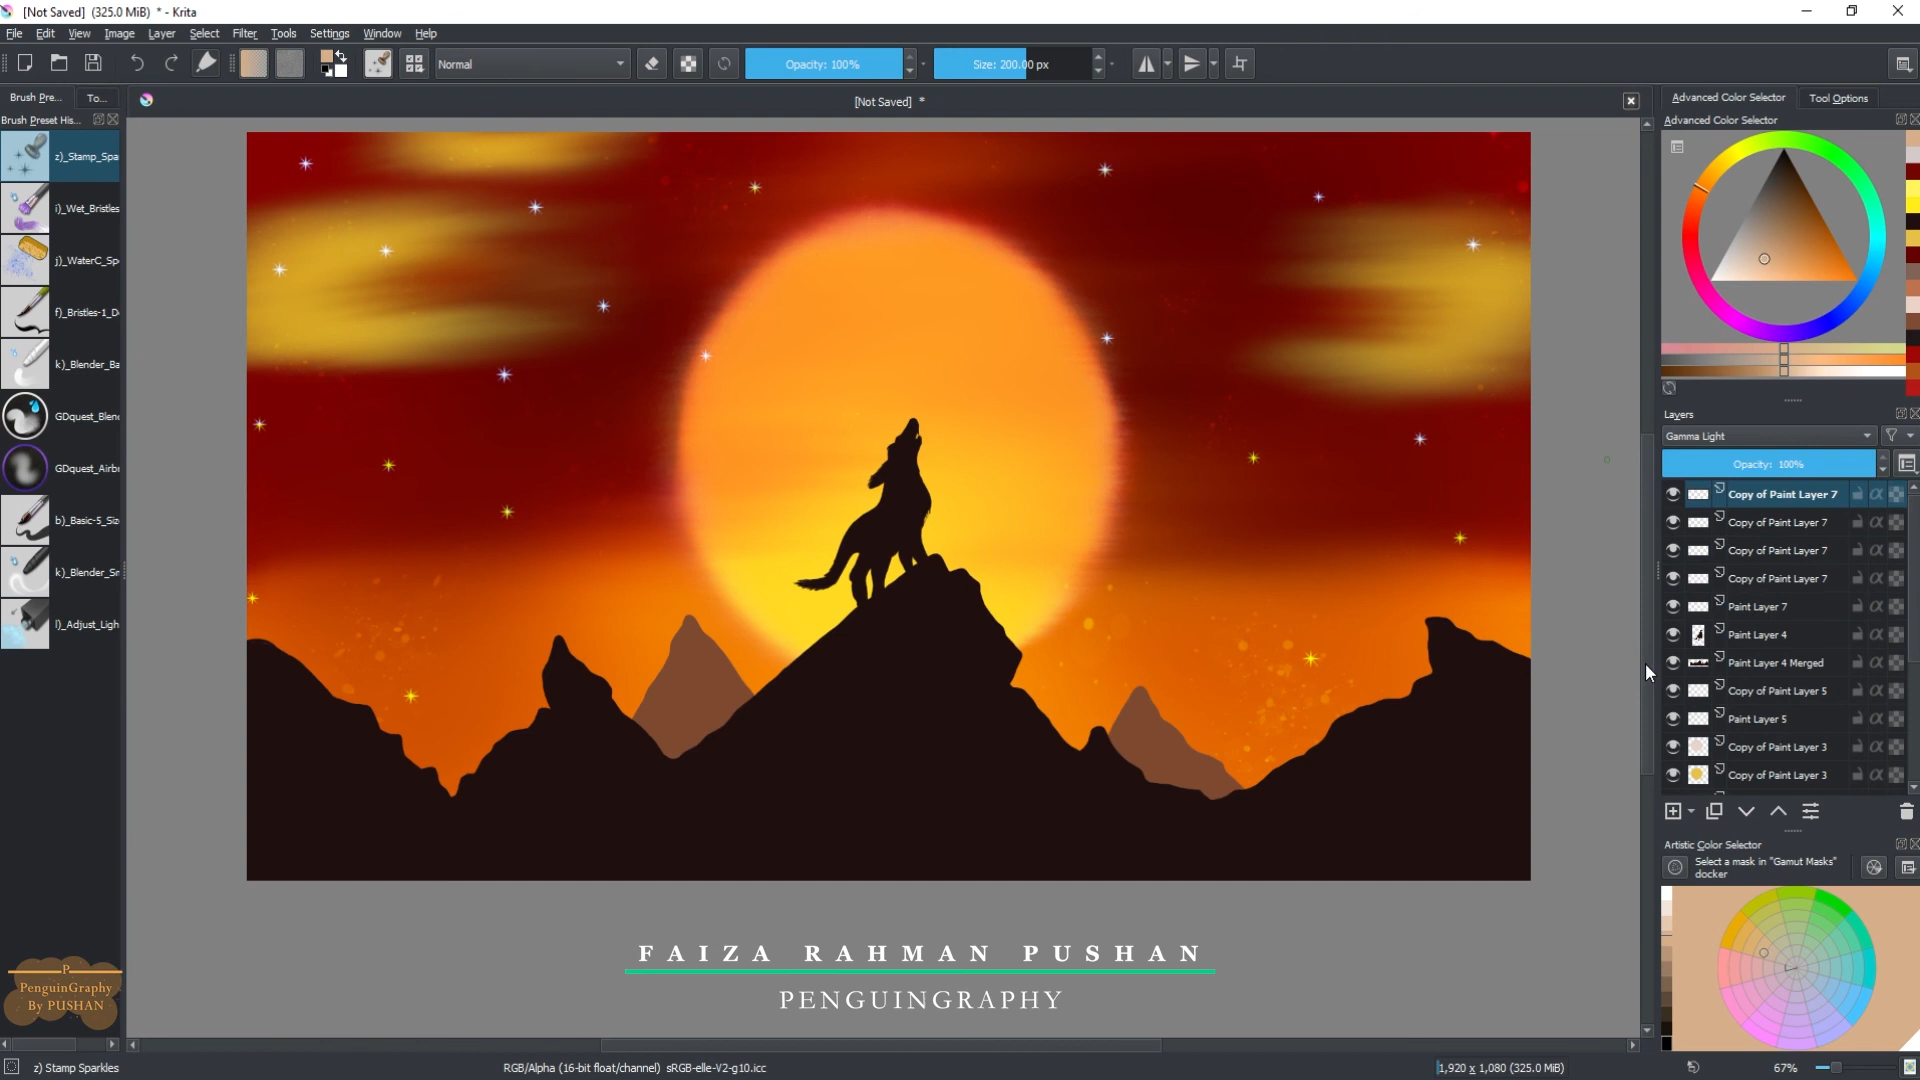 [Not Saved] (325.0 MiB) * - Krita
File Edit View Image Layer Select Filter Tools Settings Window Help
Normal
Opacity: 100%
Size: 200.00 px
Brush Pre... To...
[Not Saved] *
Advanced Color Selector Tool Options
Brush Preset His...
Advanced Color Selector
z)_Stamp_Spa
i)_Wet_Bristles
j)_WaterC_Sp
f)_Bristles-1_D
k)_Blender_Ba
GDquest_Blen
GDquest_Airb
b)_Basic-5_Siz
k)_Blender_Sm
l)_Adjust_Ligh
Layers
Gamma Light
Opacity: 100%
Copy of Paint Layer 7
Copy of Paint Layer 7
Copy of Paint Layer 7
Copy of Paint Layer 7
Paint Layer 7
Paint Layer 4
Paint Layer 4 Merged
Copy of Paint Layer 5
Paint Layer 5
Copy of Paint Layer 3
Copy of Paint Layer 3
Artistic Color Selector
Select a mask in "Gamut Masks"
docker
FAIZA RAHMAN PUSHAN
PENGUINGRAPHY
P
PenguinGraphy
By PUSHAN
z) Stamp Sparkles
RGB/Alpha (16-bit float/channel) sRGB-elle-V2-g10.icc
1,920 x 1,080 (325.0 MiB)
67%